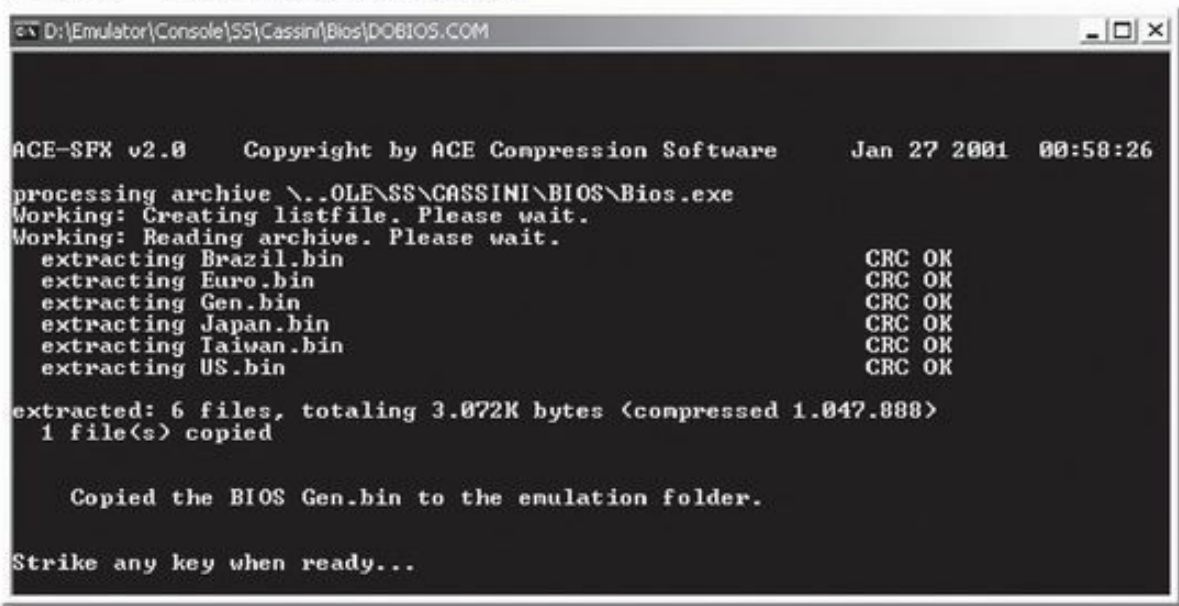 D:\Emulator\Console\SS\Cassini\Bios\DOBIOS.COM
ACE-SFX v2.0 Copyright by ACE Compression Software Jan 27 2001 00:58:26
processing archive \..OLE\SS\CASSINI\BIOS\Bios.exe
Working: Creating listfile. Please wait.
Working: Reading archive. Please wait.
extracting Brazil.bin CRC OK
extracting Euro.bin CRC OK
extracting Gen.bin CRC OK
extracting Japan.bin CRC OK
extracting Taiwan.bin CRC OK
extracting US.bin CRC OK
extracted: 6 files, totaling 3.072K bytes (compressed 1.047.888)
1 file(s) copied
Copied the BIOS Gen.bin to the emulation folder.
Strike any key when ready...